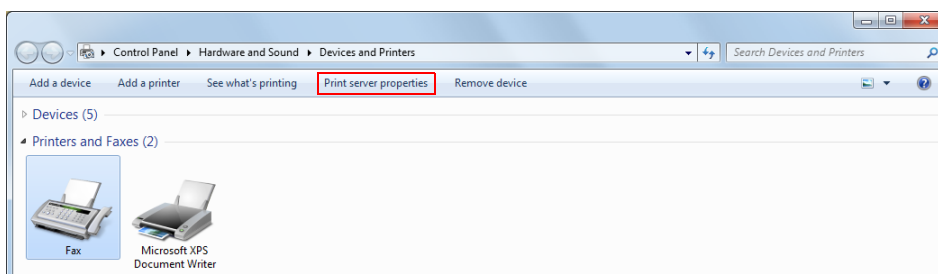 Control Panel Hardware and Sound Devices and Printers Search Devices and Printers
Add a device Add a printer See what's printing Print server properties Remove device
Devices (5)
Printers and Faxes (2)
Fax
Microsoft XPS
Document Writer